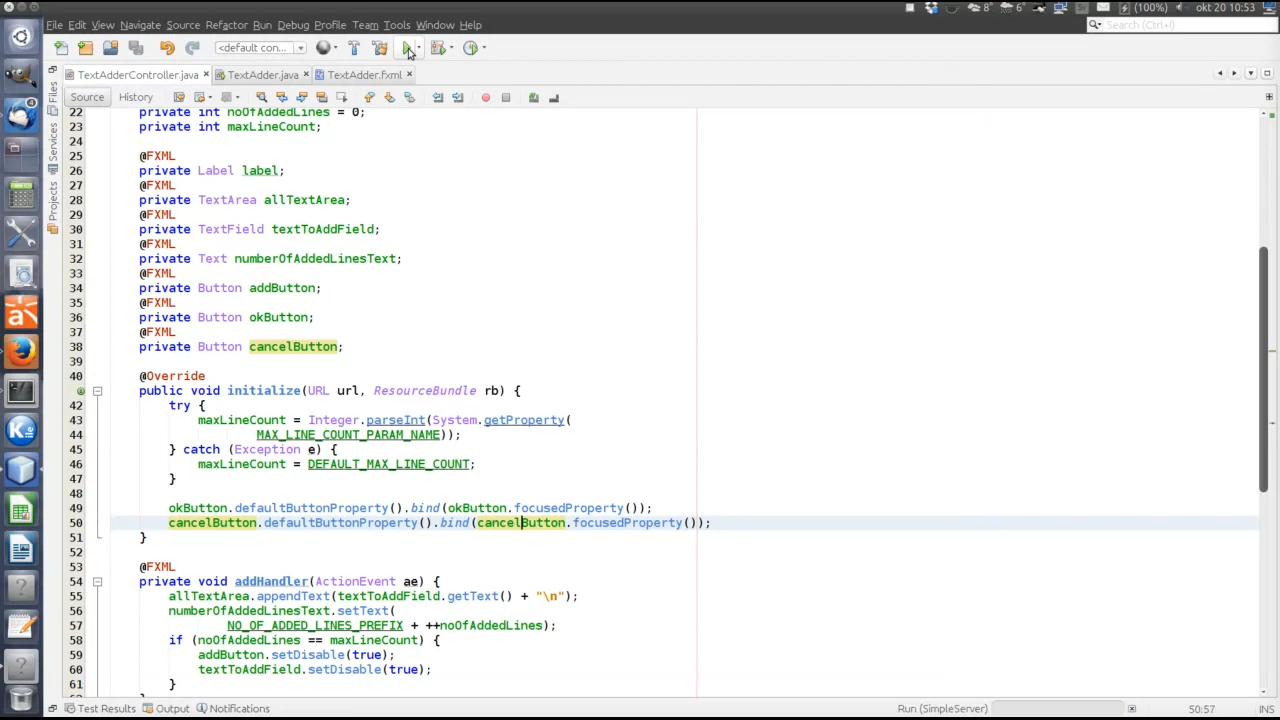 (100%) okt 20 10:53
8°
6°
4
File Edit View Navigate Source Refactor Run Debug Profile Team Tools Window Help
Search (Ctrl+I)
<default con...
TextAdderController.java × TextAdder.java × TextAdder.fxml ×
Source History
Files
Services
Projects
22 private int noOfAddedLines = 0;
23 private int maxLineCount;
24
25 @FXML
26 private Label label;
27 @FXML
28 private TextArea allTextArea;
29 @FXML
30 private TextField textToAddField;
31 @FXML
32 private Text numberOfAddedLinesText;
33 @FXML
34 private Button addButton;
35 @FXML
36 private Button okButton;
37 @FXML
38 private Button cancelButton;
39
40 @Override
public void initialize(URL url, ResourceBundle rb) {
42 try {
43 maxLineCount = Integer.parseInt(System.getProperty(
44 MAX_LINE_COUNT_PARAM_NAME));
45 } catch (Exception e) {
46 maxLineCount = DEFAULT_MAX_LINE_COUNT;
47 }
48
49 okButton.defaultButtonProperty().bind(okButton.focusedProperty());
50 cancelButton.defaultButtonProperty().bind(cancelButton.focusedProperty());
51 }
52
53 @FXML
54 private void addHandler(ActionEvent ae) {
55 allTextArea.appendText(textToAddField.getText() + "\n");
56 numberOfAddedLinesText.setText(
57 NO_OF_ADDED_LINES_PREFIX + ++noOfAddedLines);
58 if (noOfAddedLines == maxLineCount) {
59 addButton.setDisable(true);
60 textToAddField.setDisable(true);
61 }
Test Results Output Notifications Run (SimpleServer) 50:57 INS